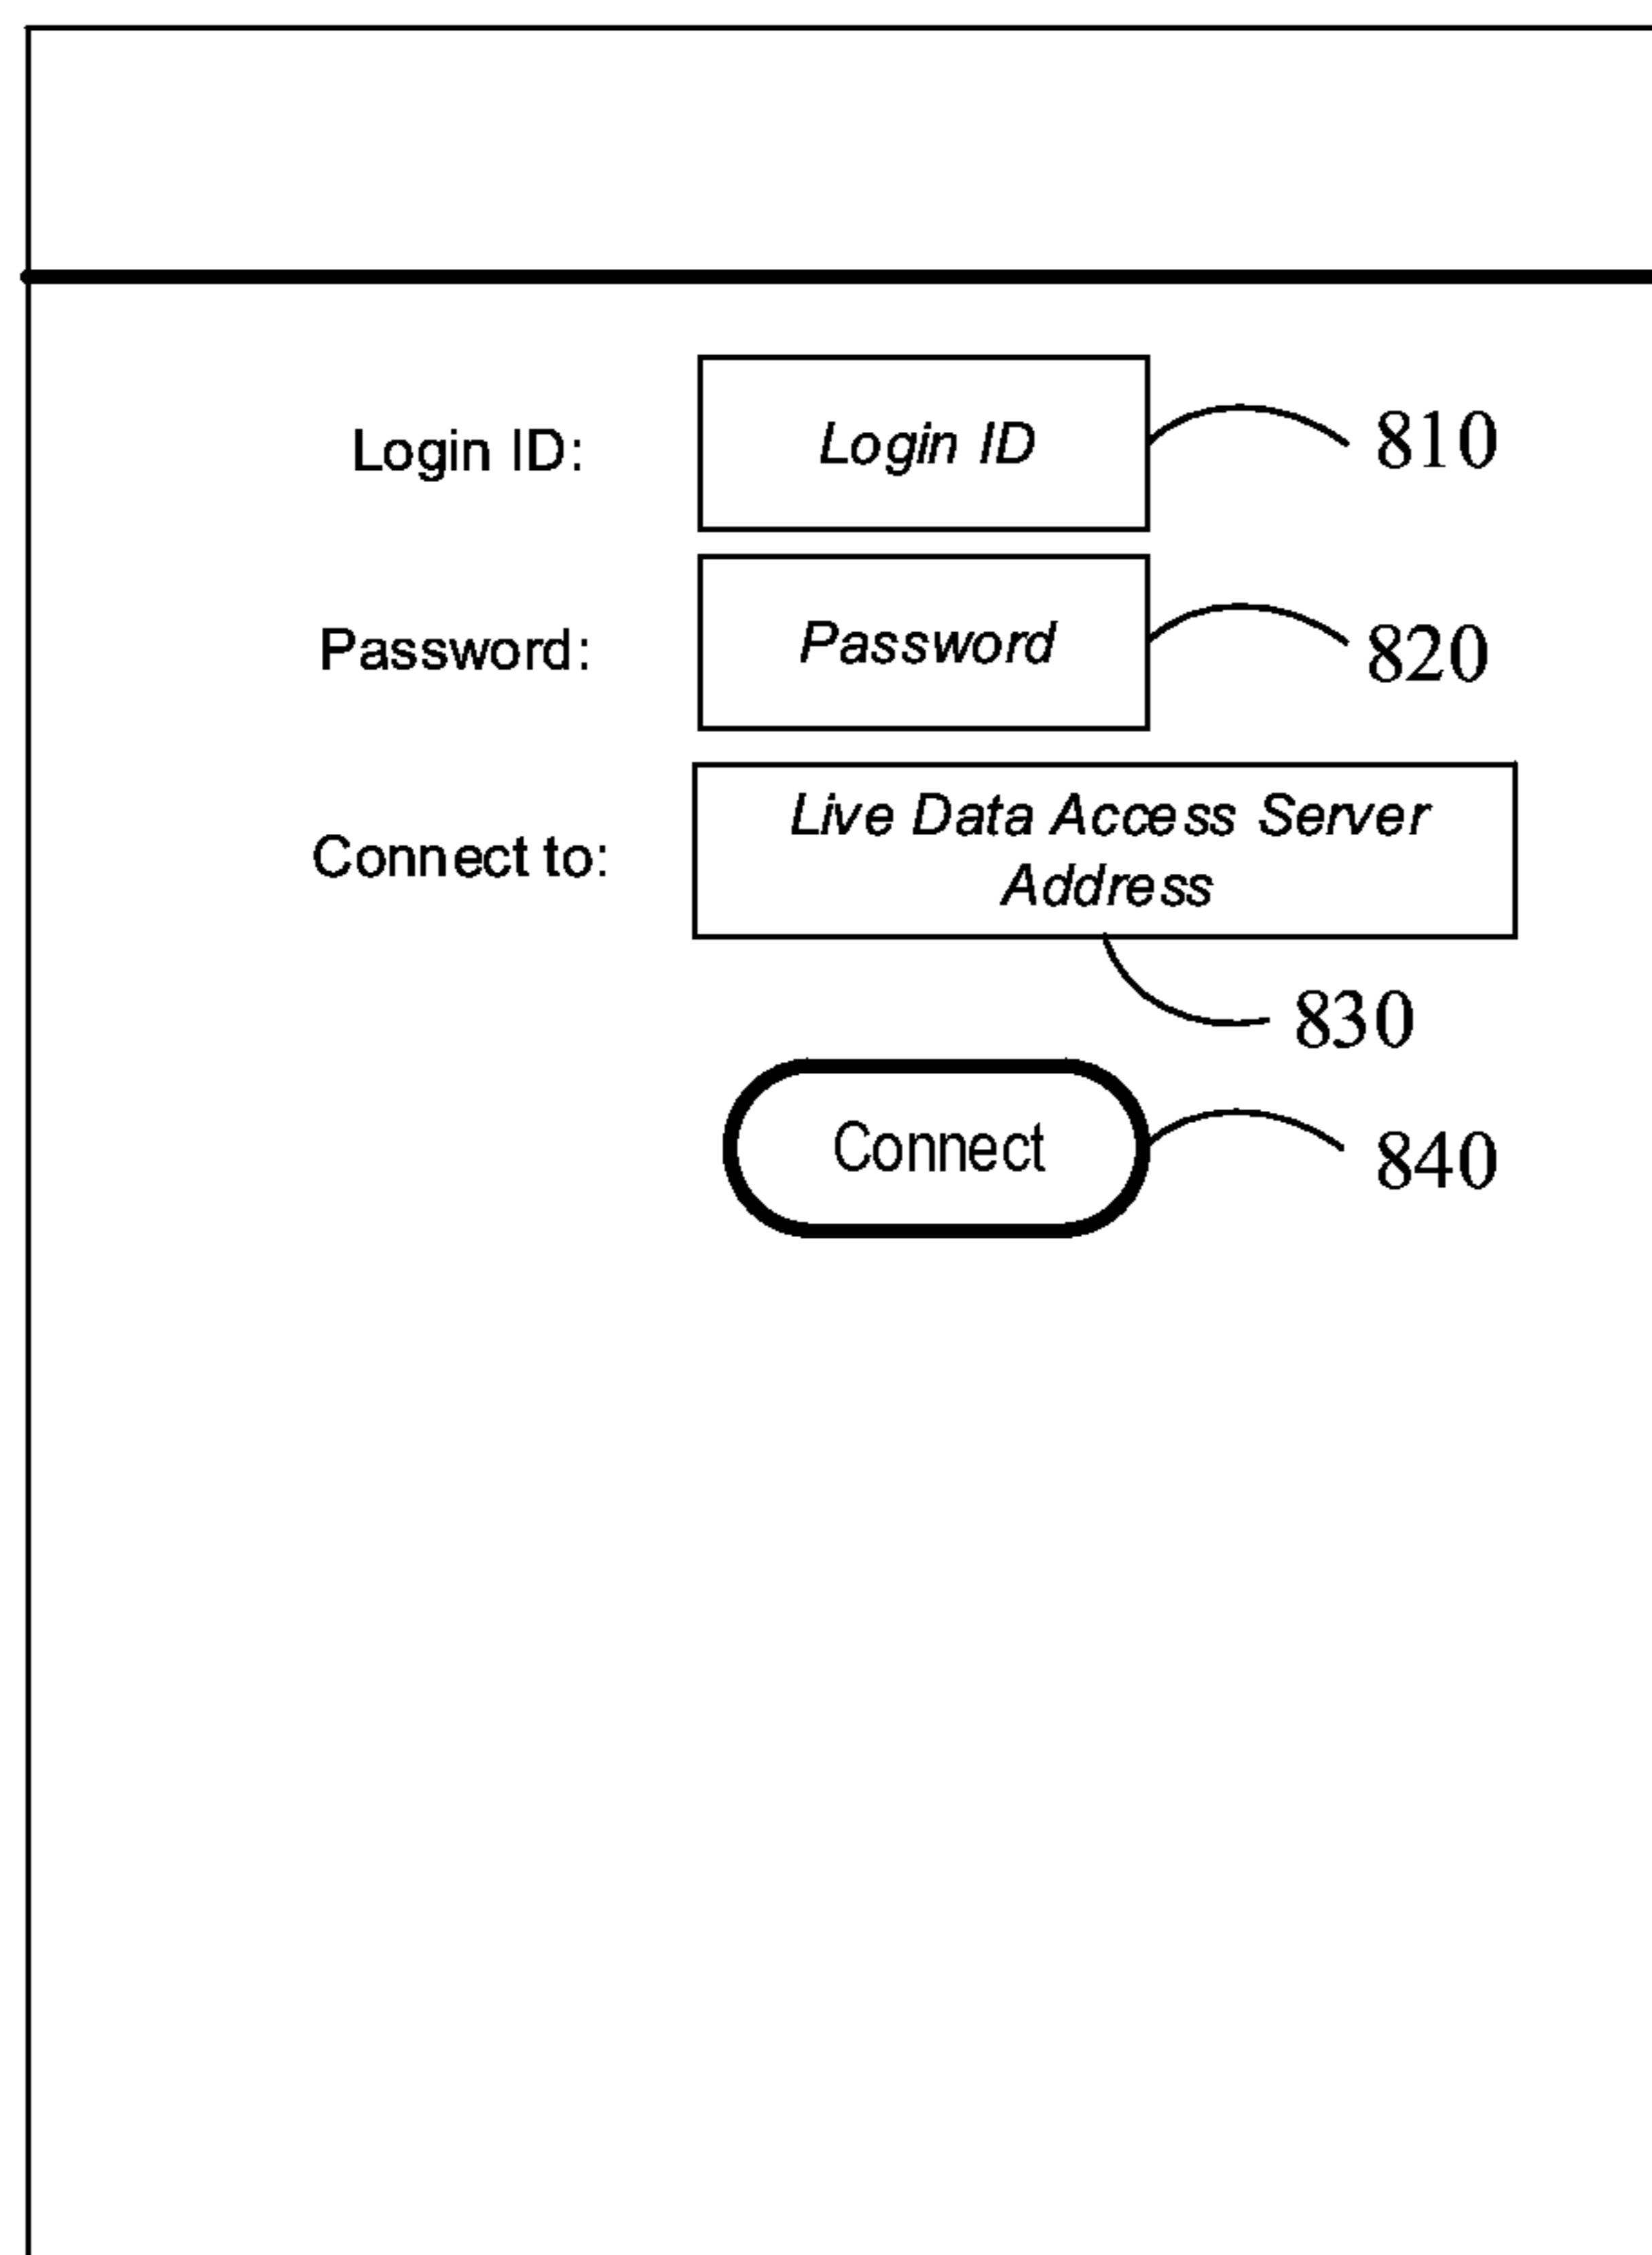 Login ID: Login ID 810
Password: Password 820
Connect to: Live Data Access Server
Address
830
Connect 840